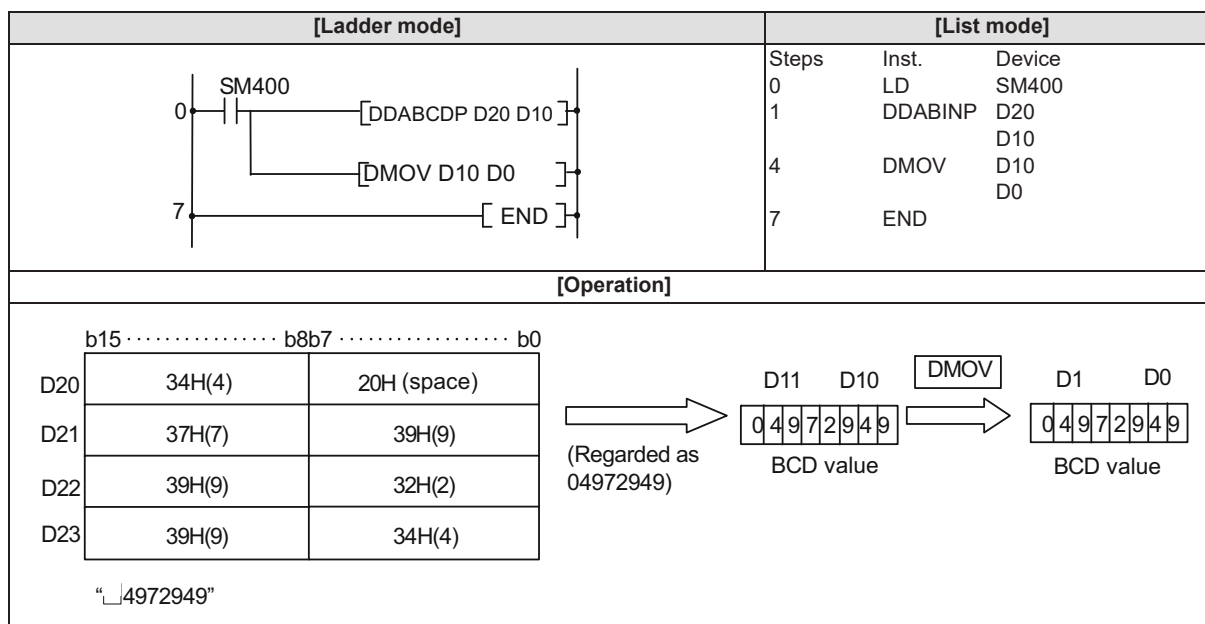 [Ladder mode]
[List mode]
SM400
0
[DDABCDP D20 D10]
[DMOV D10 D0 ]
7
[ END ]
Steps Inst. Device
0 LD SM400
1 DDABINP D20
D10
4 DMOV D10
D0
7 END
[Operation]
b15 ················ b8b7 ·················· b0
D20 34H(4) 20H (space)
D21 37H(7) 39H(9)
D22 39H(9) 32H(2)
D23 39H(9) 34H(4)
“␣4972949”
(Regarded as
04972949)
D11 D10
0 4 9 7 2 9 4 9
BCD value
DMOV
D1 D0
0 4 9 7 2 9 4 9
BCD value